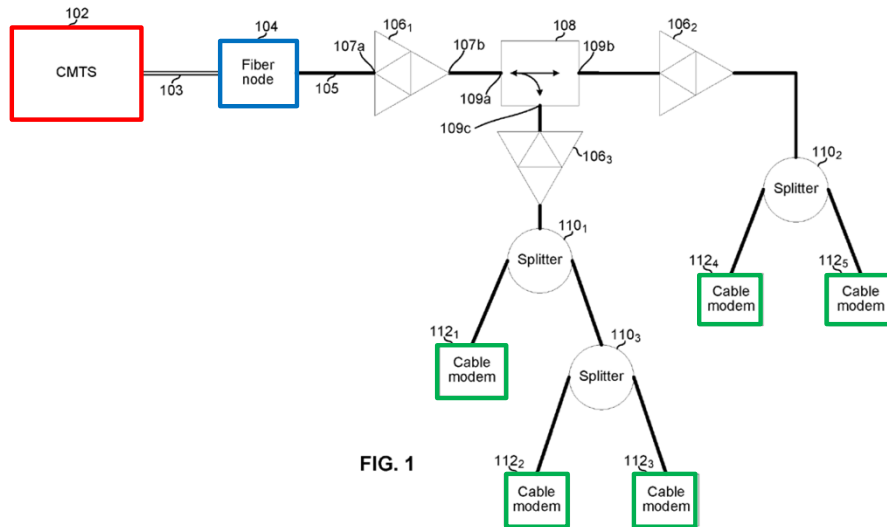 102
CMTS
103
104
Fiber
node
105
107a
106₁
107b
108
109a
109b
109c
106₂
106₃
110₂
Splitter
110₁
Splitter
112₄
Cable
modem
112₅
Cable
modem
112₁
Cable
modem
110₃
Splitter
FIG. 1
112₂
Cable
modem
112₃
Cable
modem